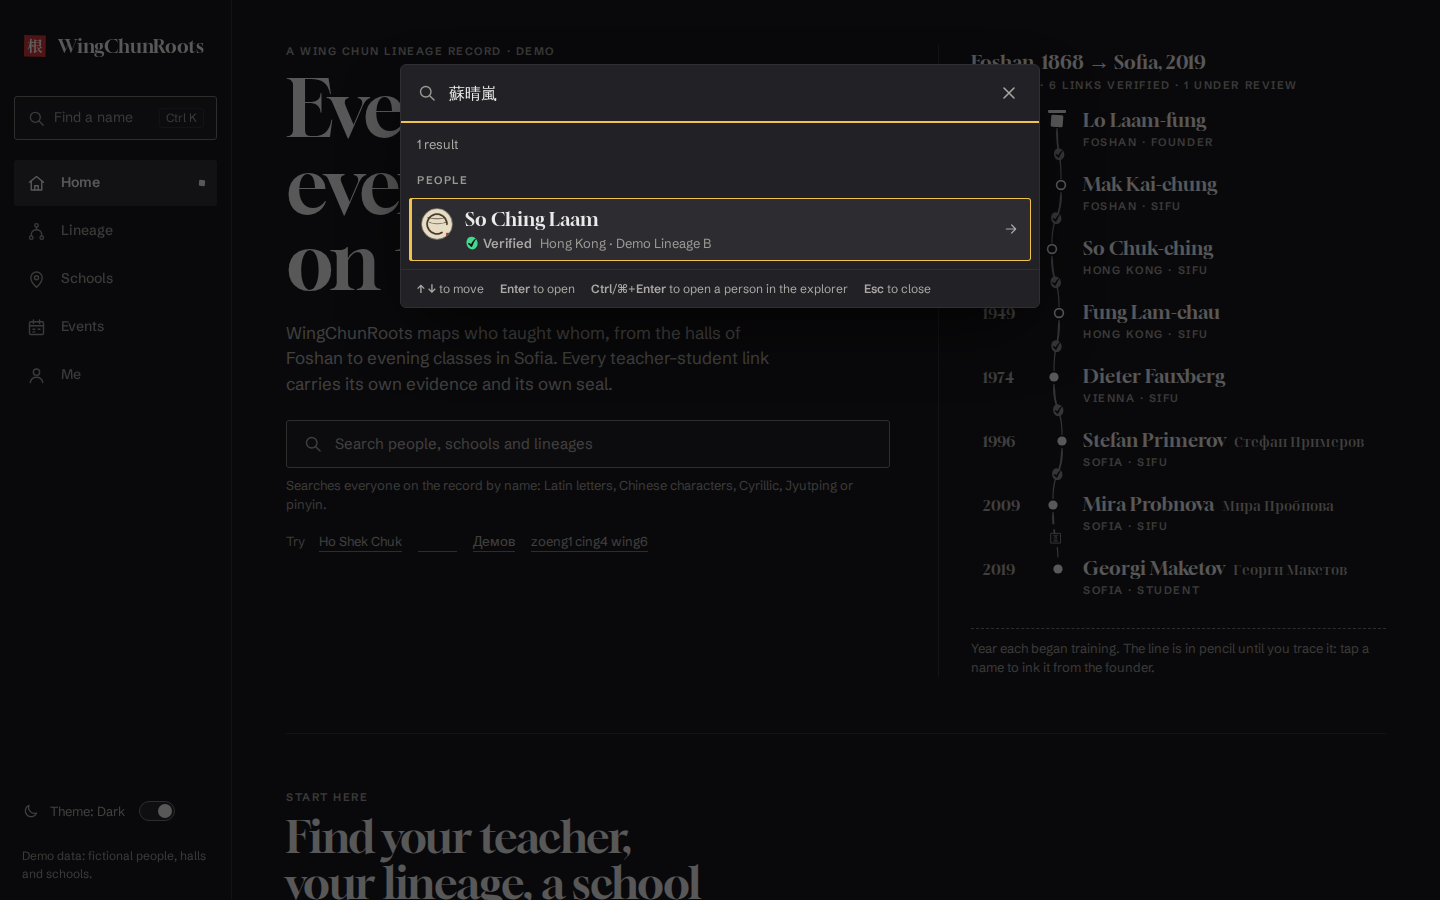 根 WingChunRoots
Find a name Ctrl K
Home
Lineage
Schools
Events
Me
Theme: Dark
Demo data: fictional people, halls
and schools.
A WING CHUN LINEAGE RECORD · DEMO
蘇晴嵐
1 result
PEOPLE
So Ching Laam
Verified Hong Kong · Demo Lineage B
↑↓ to move Enter to open Ctrl/⌘+Enter to open a person in the explorer Esc to close
WingChunRoots maps who taught whom, from the halls of
Foshan to evening classes in Sofia. Every teacher–student link
carries its own evidence and its own seal.
Search people, schools and lineages
Searches everyone on the record by name: Latin letters, Chinese characters, Cyrillic, Jyutping or
pinyin.
Try Ho Shek Chuk Демов zoeng1 cing4 wing6
Foshan 1868 → Sofia, 2019
· 6 LINKS VERIFIED · 1 UNDER REVIEW
Lo Laam-fung
FOSHAN · FOUNDER
Mak Kai-chung
FOSHAN · SIFU
So Chuk-ching
HONG KONG · SIFU
1949 Fung Lam-chau
HONG KONG · SIFU
1974 Dieter Fauxberg
VIENNA · SIFU
1996 Stefan Primerov Стефан Примеров
SOFIA · SIFU
2009 Mira Probnova Мира Пробнова
SOFIA · SIFU
2019 Georgi Maketov Георги Макетов
SOFIA · STUDENT
Year each began training. The line is in pencil until you trace it: tap a
name to ink it from the founder.
START HERE
Find your teacher,
your lineage, a school